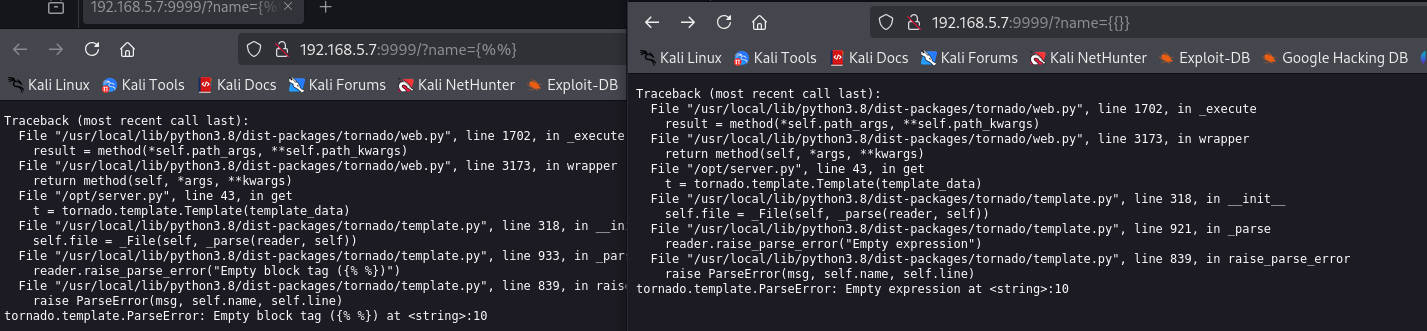 192.168.5.7:9999/?name={%
192.168.5.7:9999/?name={%%}
Kali Linux Kali Tools Kali Docs Kali Forums Kali NetHunter Exploit-DB
Traceback (most recent call last):
File "/usr/local/lib/python3.8/dist-packages/tornado/web.py", line 1702, in _execute
result = method(*self.path_args, **self.path_kwargs)
File "/usr/local/lib/python3.8/dist-packages/tornado/web.py", line 3173, in wrapper
return method(self, *args, **kwargs)
File "/opt/server.py", line 43, in get
t = tornado.template.Template(template_data)
File "/usr/local/lib/python3.8/dist-packages/tornado/template.py", line 318, in __in
self.file = _File(self, _parse(reader, self))
File "/usr/local/lib/python3.8/dist-packages/tornado/template.py", line 933, in _par
reader.raise_parse_error("Empty block tag ({% %})")
File "/usr/local/lib/python3.8/dist-packages/tornado/template.py", line 839, in raise
raise ParseError(msg, self.name, self.line)
tornado.template.ParseError: Empty block tag ({% %}) at <string>:10
192.168.5.7:9999/?name={{}}
Kali Linux Kali Tools Kali Docs Kali Forums Kali NetHunter Exploit-DB Google Hacking DB
Traceback (most recent call last):
File "/usr/local/lib/python3.8/dist-packages/tornado/web.py", line 1702, in _execute
result = method(*self.path_args, **self.path_kwargs)
File "/usr/local/lib/python3.8/dist-packages/tornado/web.py", line 3173, in wrapper
return method(self, *args, **kwargs)
File "/opt/server.py", line 43, in get
t = tornado.template.Template(template_data)
File "/usr/local/lib/python3.8/dist-packages/tornado/template.py", line 318, in __init__
self.file = _File(self, _parse(reader, self))
File "/usr/local/lib/python3.8/dist-packages/tornado/template.py", line 921, in _parse
reader.raise_parse_error("Empty expression")
File "/usr/local/lib/python3.8/dist-packages/tornado/template.py", line 839, in raise_parse_error
raise ParseError(msg, self.name, self.line)
tornado.template.ParseError: Empty expression at <string>:10